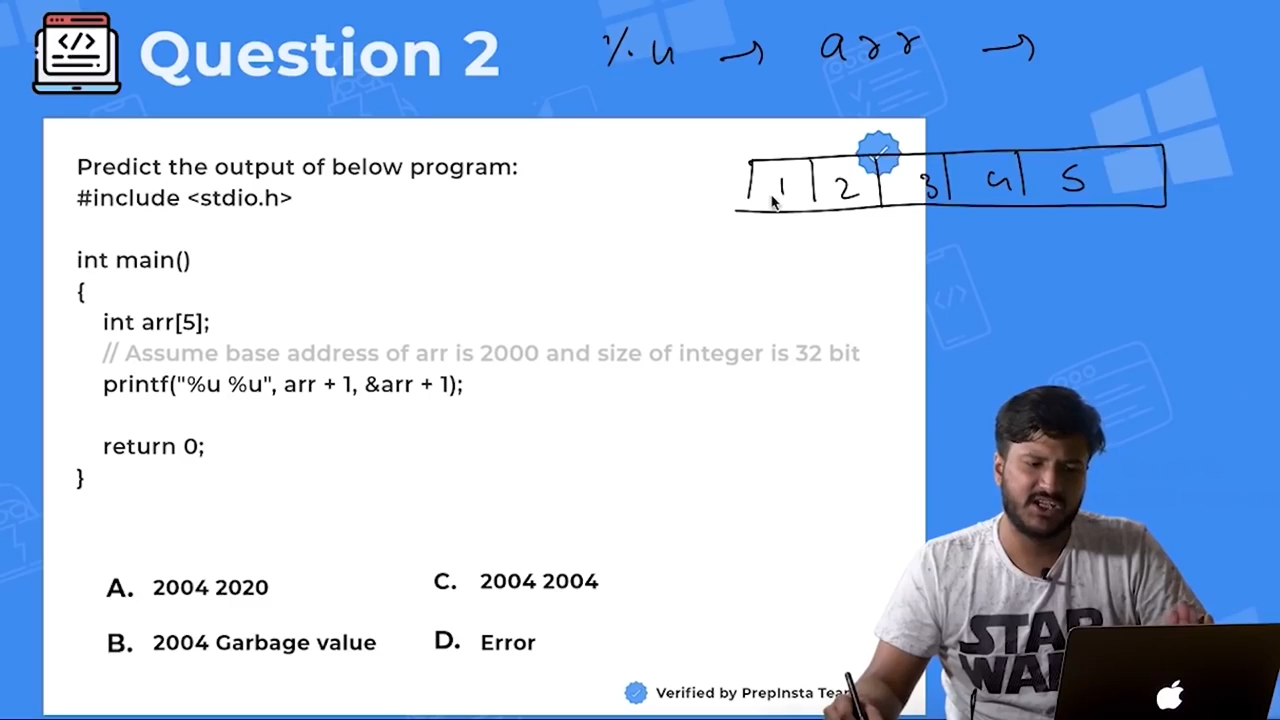 Question 2
%u → arr →
1 2 3 4 5
Predict the output of below program:
#include <stdio.h>
int main()
{
int arr[5];
// Assume base address of arr is 2000 and size of integer is 32 bit
printf("%u %u", arr + 1, &arr + 1);
return 0;
}
A. 2004 2020
C. 2004 2004
B. 2004 Garbage value
D. Error
Verified by PrepInsta
STAR
WARS